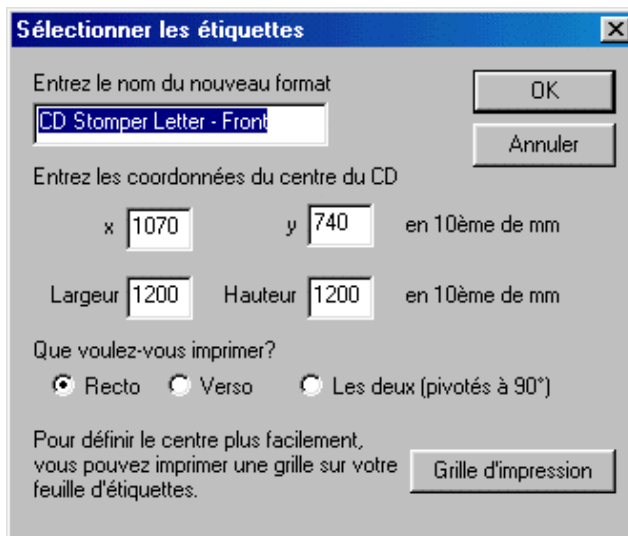 Sélectionner les étiquettes
Entrez le nom du nouveau format
OK
CD Stomper Letter - Front
Annuler
Entrez les coordonnées du centre du CD
x 1070 y 740 en 10ème de mm
Largeur 1200 Hauteur 1200 en 10ème de mm
Que voulez-vous imprimer?
Recto Verso Les deux (pivotés à 90°)
Pour définir le centre plus facilement,
vous pouvez imprimer une grille sur votre
feuille d'étiquettes.
Grille d'impression